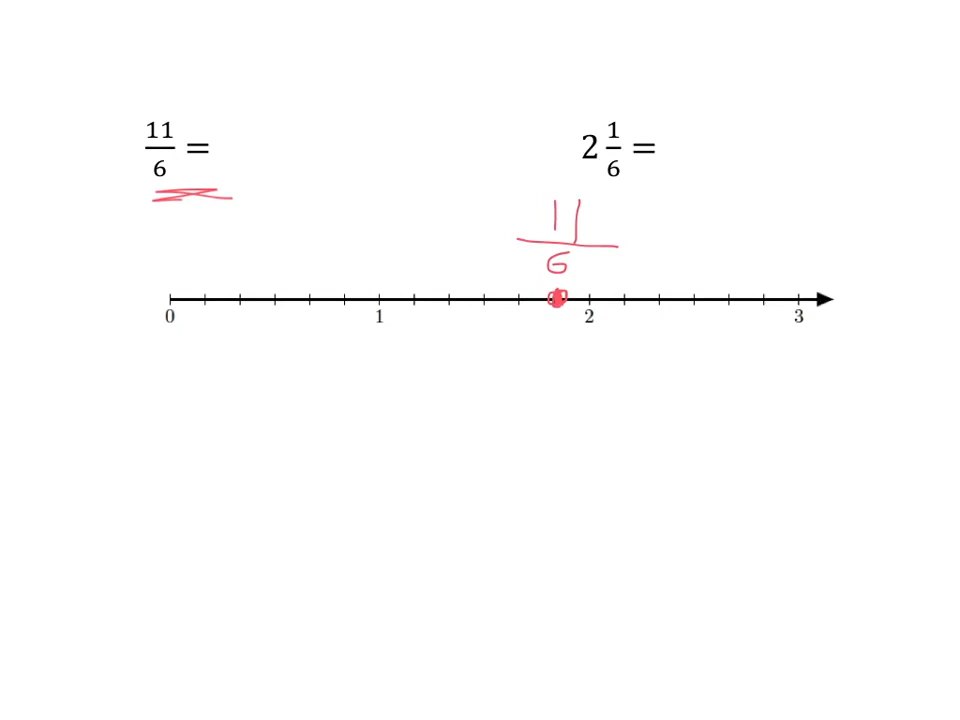 11/6 =
2 1/6 =
11/6
0 1 2 3